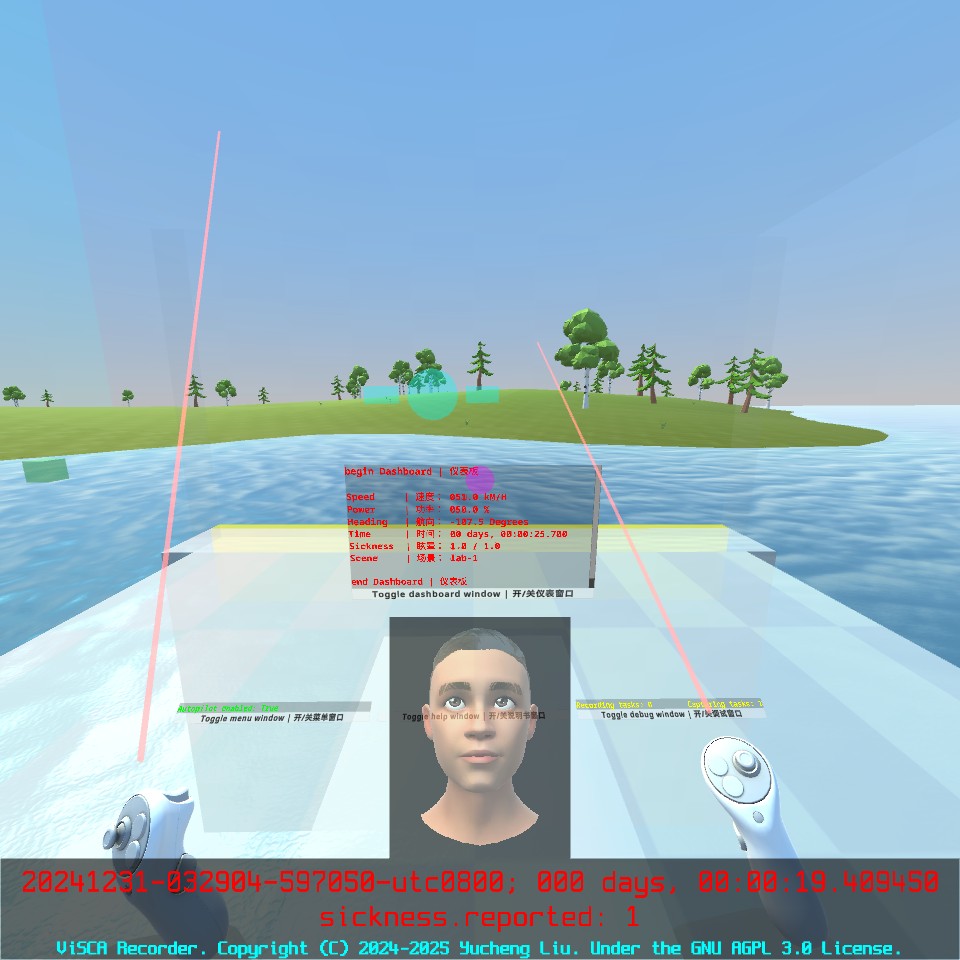 begin Dashboard | 仪表板
Speed | 速度: 051.0 kM/H
Power | 功率: 050.0 %
Heading | 航向: -107.5 Degrees
Time | 时间: 00 days, 00:00:25.700
Sickness | 眩晕: 1.0 / 1.0
Scene | 场景: lab-1
end Dashboard | 仪表板
Toggle dashboard window | 开/关仪表窗口
Autopilot enabled: True
Toggle menu window | 开/关菜单窗口
Toggle help window | 开/关说明书窗口
Recording tasks: 0 Capturing tasks: 1
Toggle debug window | 开/关调试窗口
20241231-032904-597050-utc0800; 000 days, 00:00:19.409450
sickness.reported: 1
ViSCA Recorder. Copyright (C) 2024-2025 Yucheng Liu. Under the GNU AGPL 3.0 License.